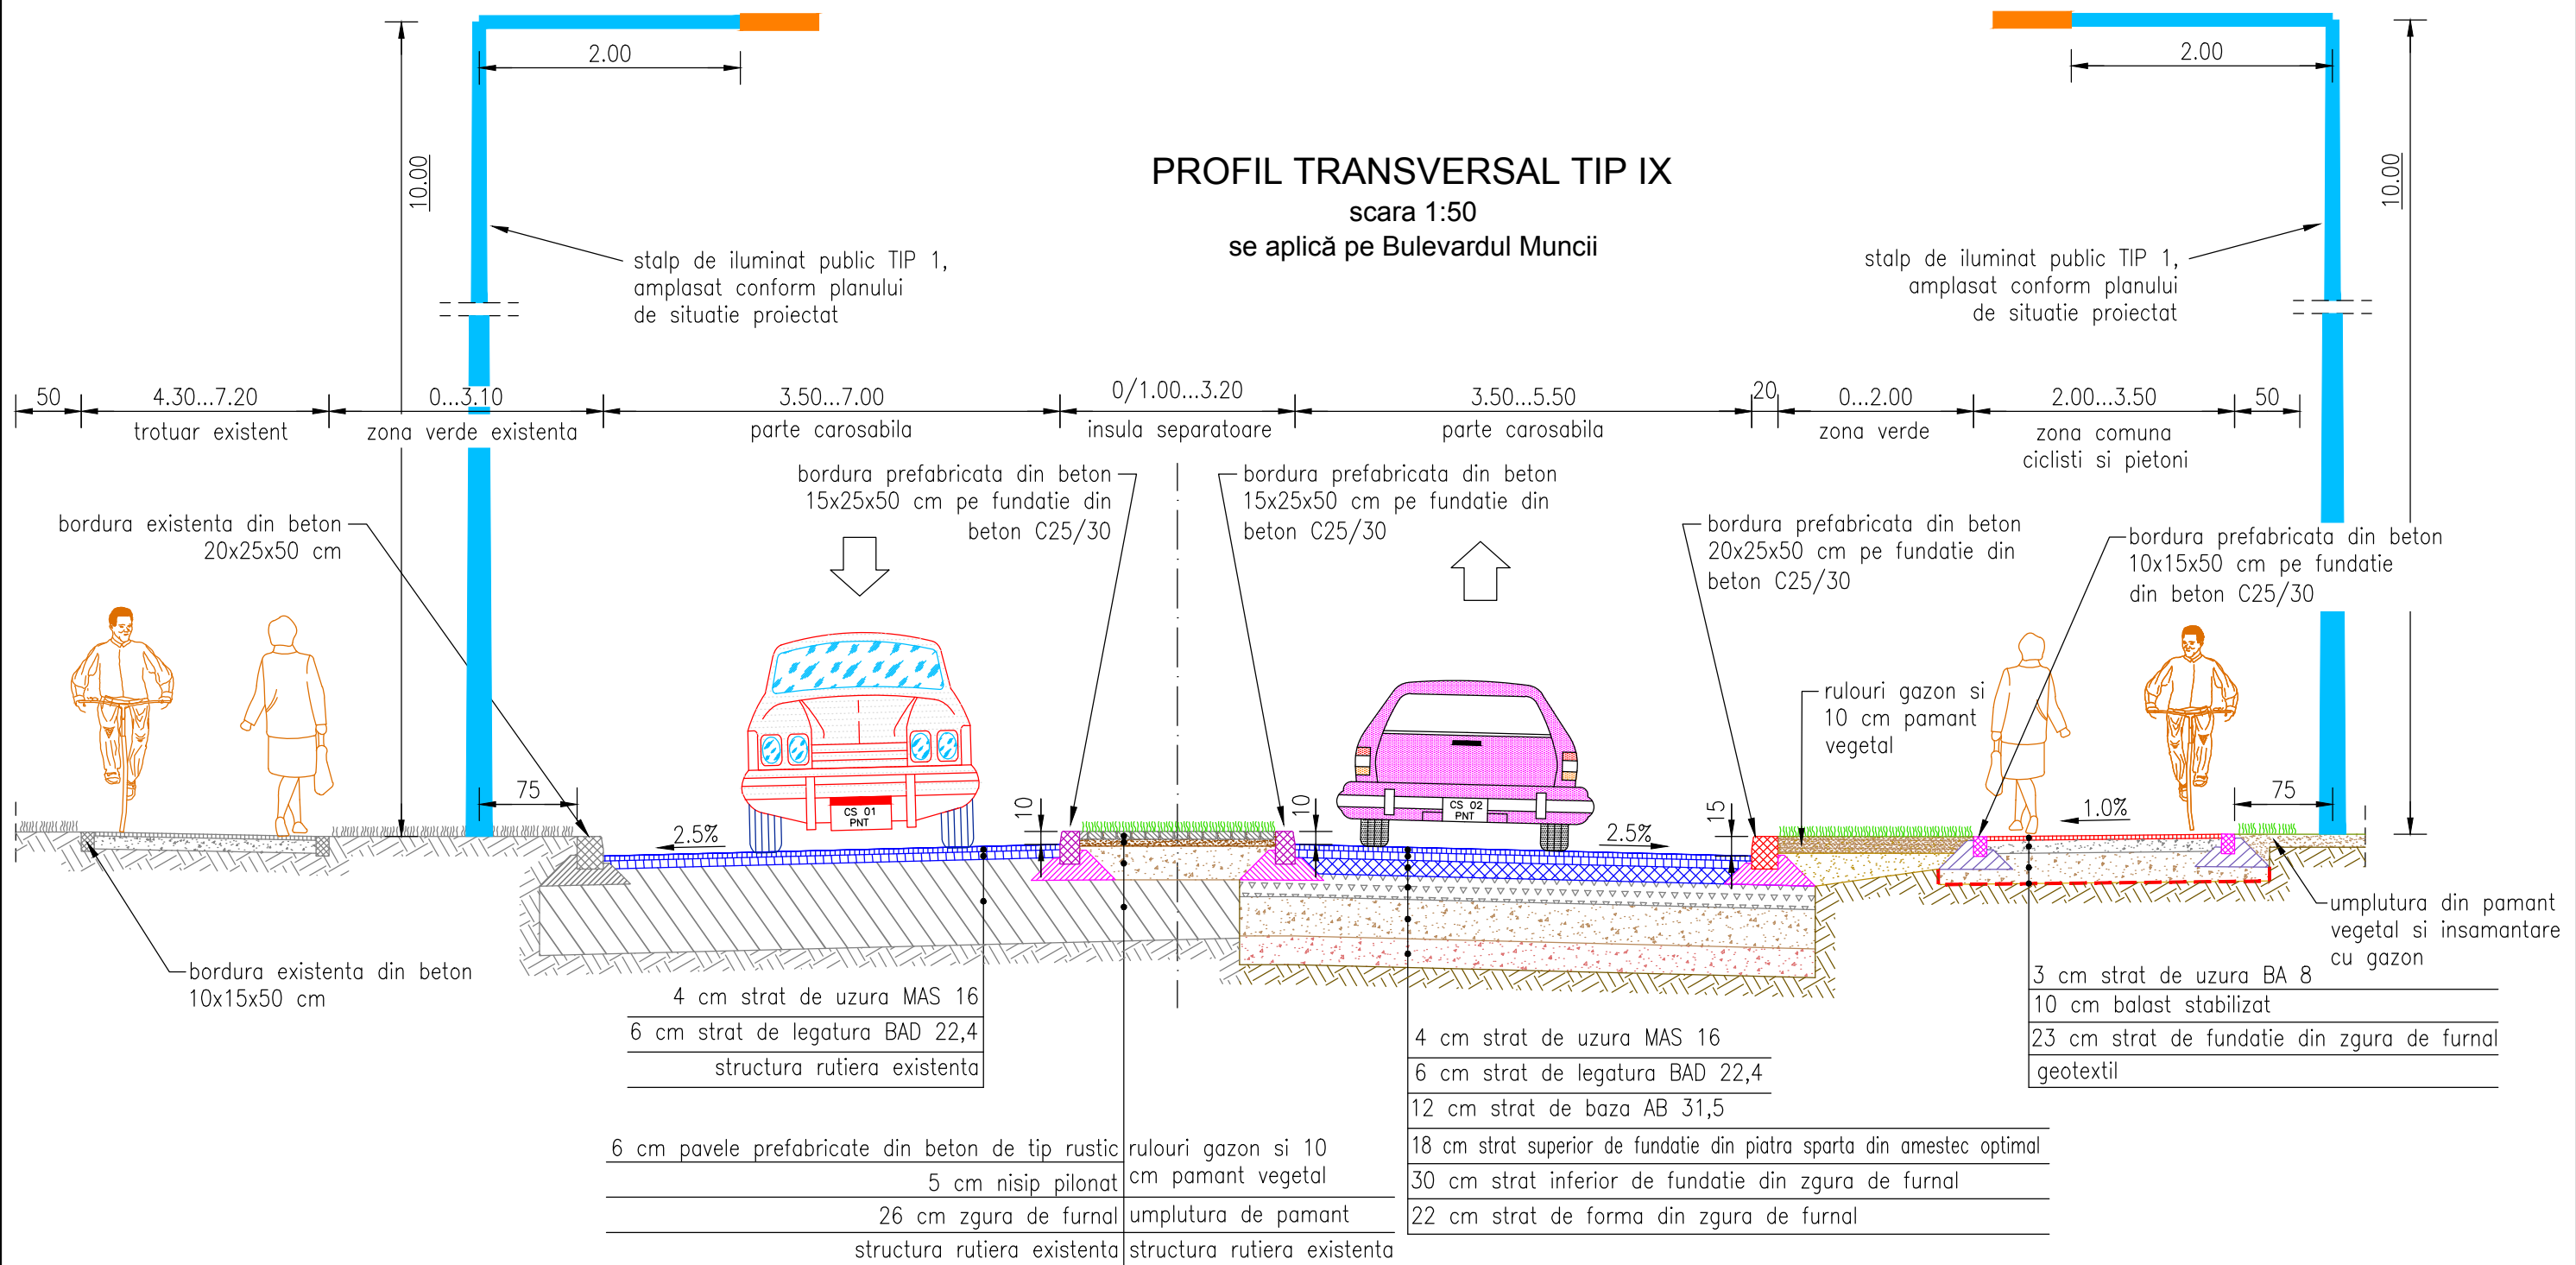 2.00
2.00
10.00
10.00
PROFIL TRANSVERSAL TIP IX
scara 1:50
se aplică pe Bulevardul Muncii
stalp de iluminat public TIP 1,
amplasat conform planului
de situatie proiectat
stalp de iluminat public TIP 1,
amplasat conform planului
de situatie proiectat
50
4.30...7.20
0...3.10
3.50...7.00
0/1.00...3.20
3.50...5.50
20
0...2.00
2.00...3.50
50
trotuar existent
zona verde existenta
parte carosabila
insula separatoare
parte carosabila
zona verde
zona comuna
ciclisti si pietoni
bordura existenta din beton
20x25x50 cm
bordura prefabricata din beton
15x25x50 cm pe fundatie din
beton C25/30
bordura prefabricata din beton
15x25x50 cm pe fundatie din
beton C25/30
bordura prefabricata din beton
20x25x50 cm pe fundatie din
beton C25/30
bordura prefabricata din beton
10x15x50 cm pe fundatie
din beton C25/30
rulouri gazon si
10 cm pamant
vegetal
75
CS 01
PNT
10
10
CS 02
PNT
15
75
2.5%
2.5%
1.0%
umplutura din pamant
vegetal si insamantare
cu gazon
bordura existenta din beton
10x15x50 cm
4 cm strat de uzura MAS 16
6 cm strat de legatura BAD 22,4
structura rutiera existenta
3 cm strat de uzura BA 8
10 cm balast stabilizat
23 cm strat de fundatie din zgura de furnal
geotextil
4 cm strat de uzura MAS 16
6 cm strat de legatura BAD 22,4
12 cm strat de baza AB 31,5
18 cm strat superior de fundatie din piatra sparta din amestec optimal
30 cm strat inferior de fundatie din zgura de furnal
22 cm strat de forma din zgura de furnal
6 cm pavele prefabricate din beton de tip rustic
5 cm nisip pilonat
26 cm zgura de furnal
structura rutiera existenta
rulouri gazon si 10
cm pamant vegetal
umplutura de pamant
structura rutiera existenta